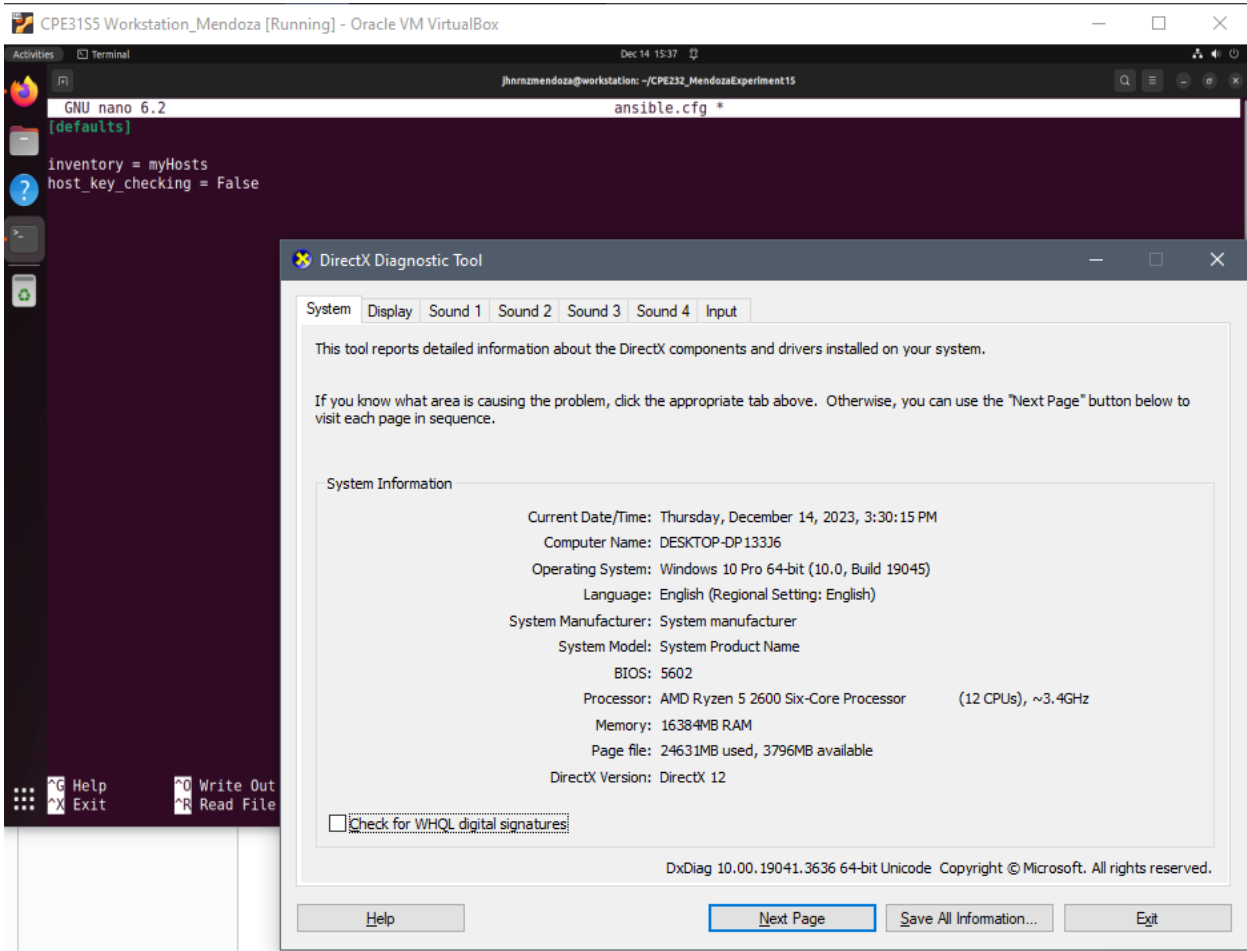 CPE31S5 Workstation_Mendoza [Running] - Oracle VM VirtualBox
Activities Terminal Dec 14 15:37
jhnrnzmendoza@workstation: ~/CPE232_MendozaExperiment15
GNU nano 6.2 ansible.cfg *
[defaults]
inventory = myHosts
host_key_checking = False
^G Help ^O Write Out
^X Exit ^R Read File
DirectX Diagnostic Tool
System Display Sound 1 Sound 2 Sound 3 Sound 4 Input
This tool reports detailed information about the DirectX components and drivers installed on your system.
If you know what area is causing the problem, click the appropriate tab above. Otherwise, you can use the "Next Page" button below to
visit each page in sequence.
System Information
Current Date/Time: Thursday, December 14, 2023, 3:30:15 PM
Computer Name: DESKTOP-DP133J6
Operating System: Windows 10 Pro 64-bit (10.0, Build 19045)
Language: English (Regional Setting: English)
System Manufacturer: System manufacturer
System Model: System Product Name
BIOS: 5602
Processor: AMD Ryzen 5 2600 Six-Core Processor (12 CPUs), ~3.4GHz
Memory: 16384MB RAM
Page file: 24631MB used, 3796MB available
DirectX Version: DirectX 12
Check for WHQL digital signatures
DxDiag 10.00.19041.3636 64-bit Unicode Copyright © Microsoft. All rights reserved.
Help Next Page Save All Information... Exit